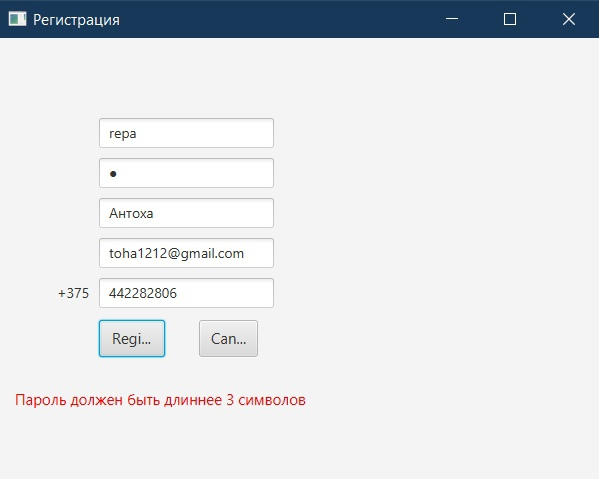 Регистрация
repa
●
Антоха
toha1212@gmail.com
+375 442282806
Regi... Can...
Пароль должен быть длиннее 3 символов